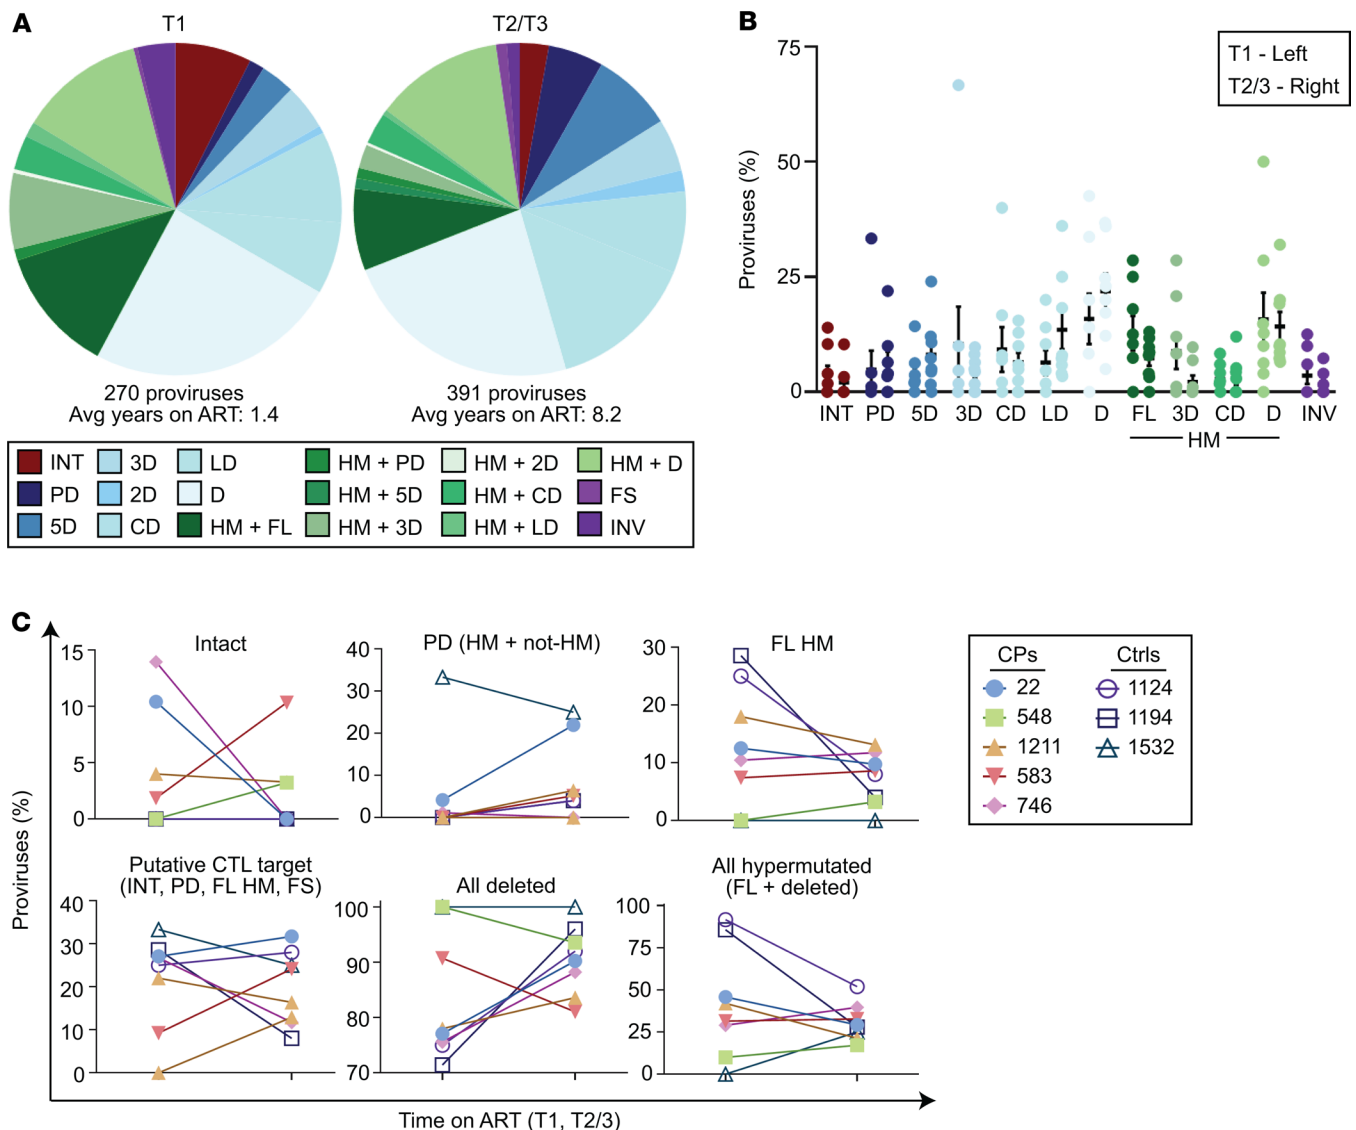 A
T1
T2/T3
270 proviruses
Avg years on ART: 1.4
391 proviruses
Avg years on ART: 8.2
INT
3D
LD
HM + PD
HM + 2D
HM + D
PD
2D
D
HM + 5D
HM + CD
FS
5D
CD
HM + FL
HM + 3D
HM + LD
INV
B
T1 - Left
T2/3 - Right
Proviruses (%)
75
50
25
0
INT PD 5D 3D CD LD D FL 3D CD D INV
HM
C
Proviruses (%)
Intact
15
10
5
0
PD (HM + not-HM)
40
30
20
10
0
FL HM
30
20
10
0
CPs
Ctrls
22
1124
548
1194
1211
1532
583
746
Putative CTL target
(INT, PD, FL HM, FS)
40
30
20
10
0
All deleted
100
90
80
70
All hypermutated
(FL + deleted)
100
75
50
25
0
Time on ART (T1, T2/3)